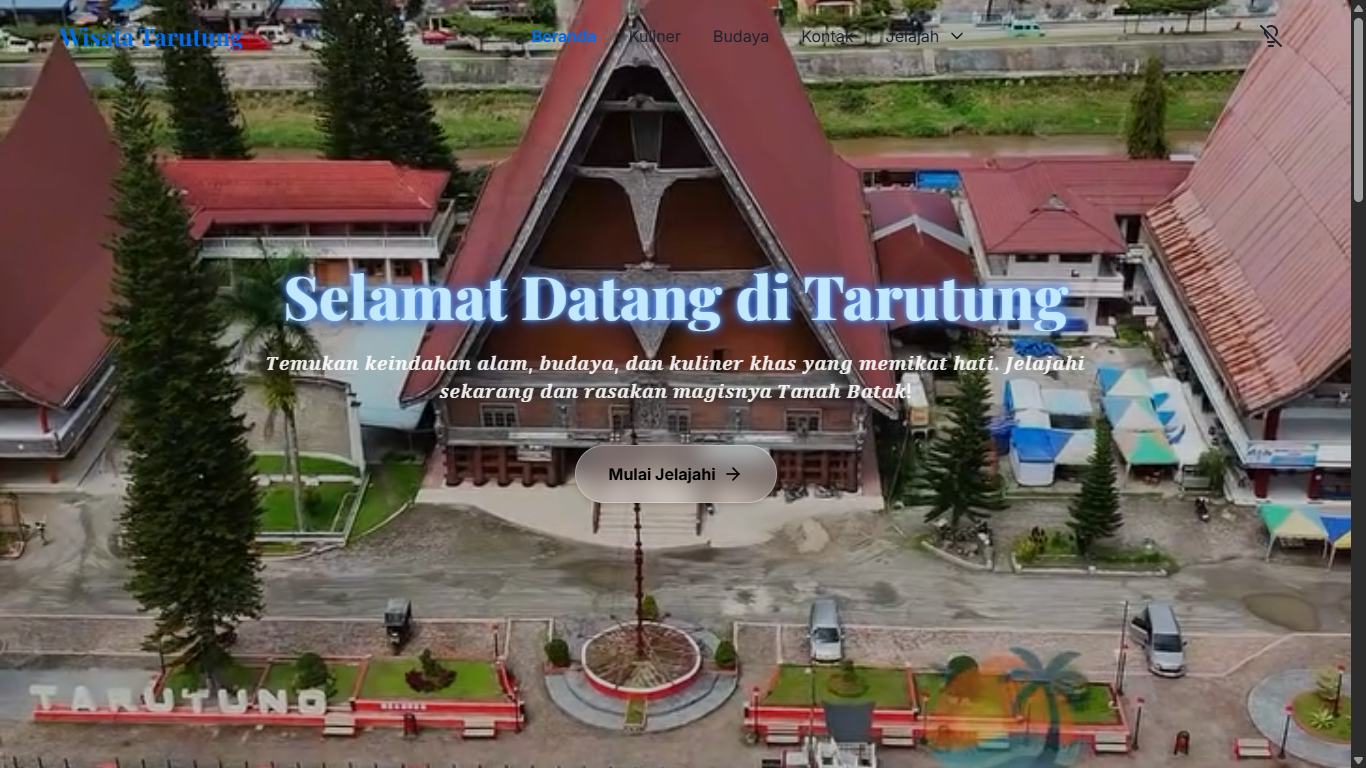 Wisata Tarutung
Beranda Kuliner Budaya Kontak Jelajah
Selamat Datang di Tarutung
Temukan keindahan alam, budaya, dan kuliner khas yang memikat hati. Jelajahi
sekarang dan rasakan magisnya Tanah Batak!
Mulai Jelajahi
TARUTUNG